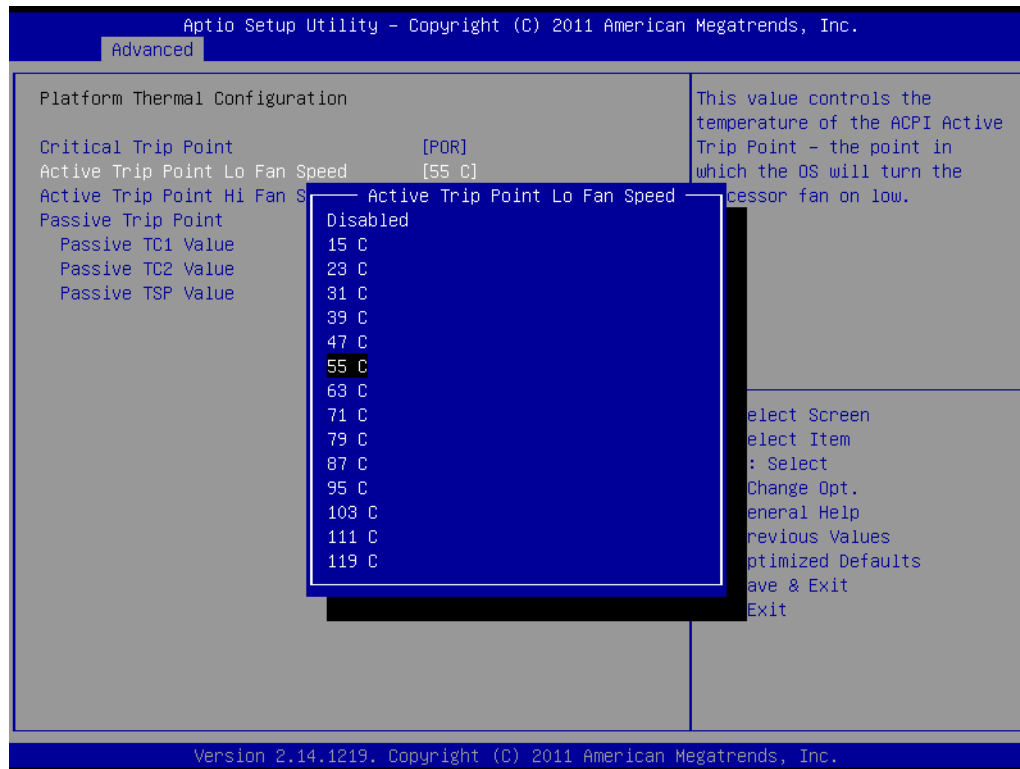 Aptio Setup Utility – Copyright (C) 2011 American Megatrends, Inc.
Advanced
Platform Thermal Configuration
Critical Trip Point [POR]
Active Trip Point Lo Fan Speed [55 C]
Active Trip Point Hi Fan S
Passive Trip Point
Passive TC1 Value
Passive TC2 Value
Passive TSP Value
Active Trip Point Lo Fan Speed
Disabled
15 C
23 C
31 C
39 C
47 C
55 C
63 C
71 C
79 C
87 C
95 C
103 C
111 C
119 C
This value controls the
temperature of the ACPI Active
Trip Point – the point in
which the OS will turn the
cessor fan on low.
elect Screen
elect Item
: Select
Change Opt.
eneral Help
revious Values
ptimized Defaults
ave & Exit
Exit
Version 2.14.1219. Copyright (C) 2011 American Megatrends, Inc.